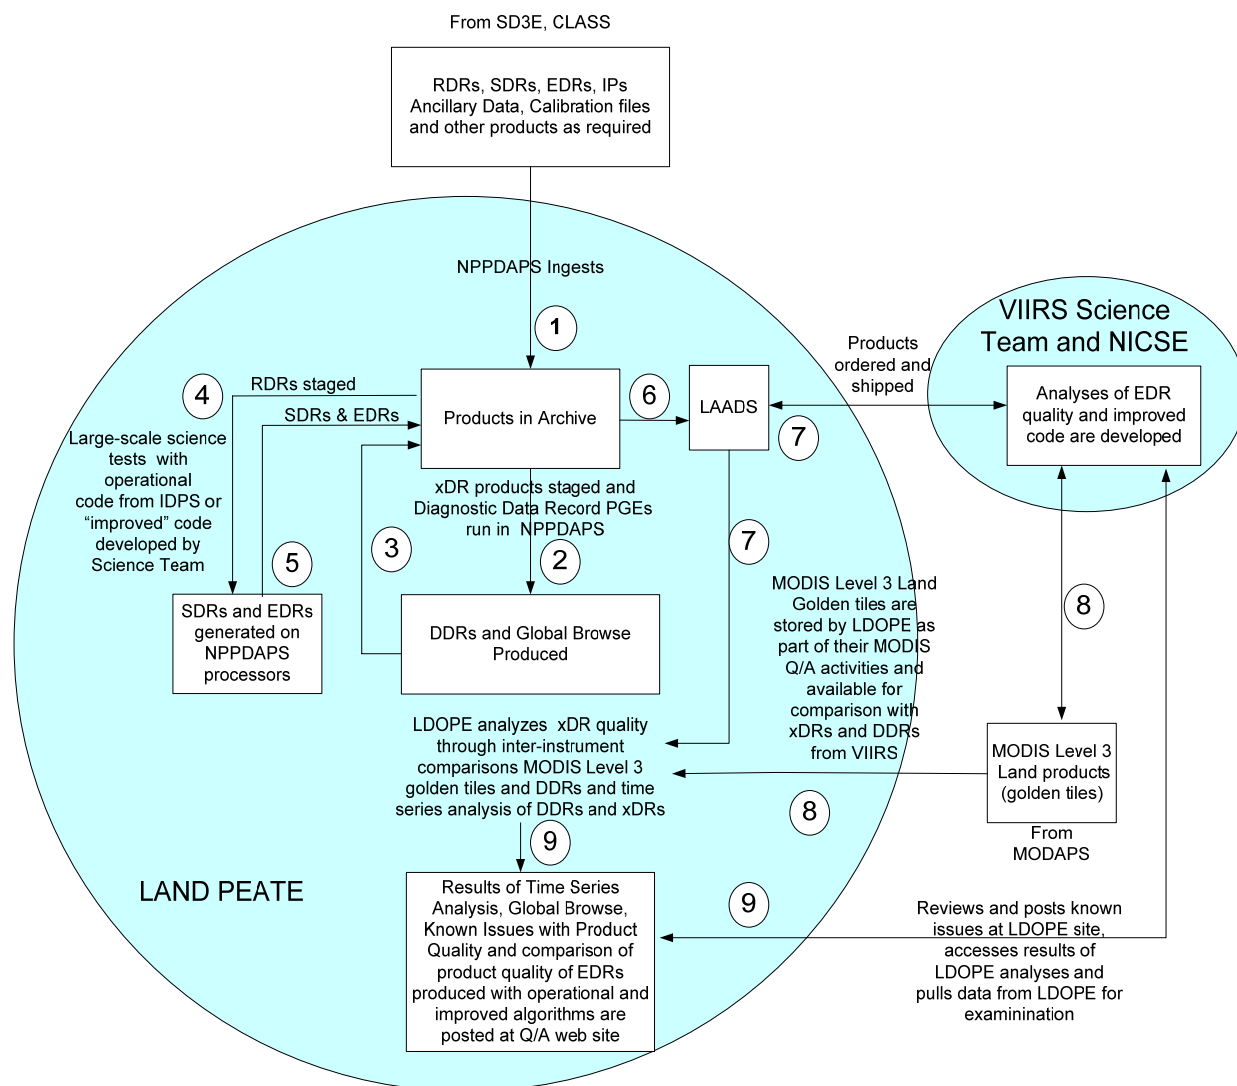 From SD3E, CLASS
RDRs, SDRs, EDRs, IPs
Ancillary Data, Calibration files
and other products as required
NPPDAPS Ingests
1
VIIRS Science
Team and NICSE
Products
ordered and
shipped
4
RDRs staged
SDRs & EDRs
Products in Archive
6
LAADS
7
Analyses of EDR
quality and improved
code are developed
Large-scale science
tests with
operational
code from IDPS or
“improved” code
developed by
Science Team
xDR products staged and
Diagnostic Data Record PGEs
run in NPPDAPS
5
3
2
7
8
SDRs and EDRs
generated on
NPPDAPS
processors
DDRs and Global Browse
Produced
MODIS Level 3 Land
Golden tiles are
stored by LDOPE as
part of their MODIS
Q/A activities and
available for
comparison with
xDRs and DDRs
from VIIRS
LDOPE analyzes xDR quality
through inter-instrument
comparisons MODIS Level 3
golden tiles and DDRs and time
series analysis of DDRs and xDRs
MODIS Level 3
Land products
(golden tiles)
8
From
MODAPS
9
LAND PEATE
Results of Time Series
Analysis, Global Browse,
Known Issues with Product
Quality and comparison of
product quality of EDRs
produced with operational and
improved algorithms are
posted at Q/A web site
9
Reviews and posts known
issues at LDOPE site,
accesses results of
LDOPE analyses and
pulls data from LDOPE for
examinination